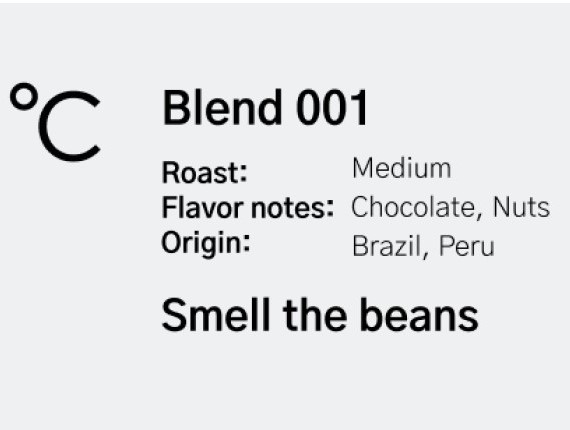 °C
Blend 001
Roast: Medium
Flavor notes: Chocolate, Nuts
Origin: Brazil, Peru
Smell the beans